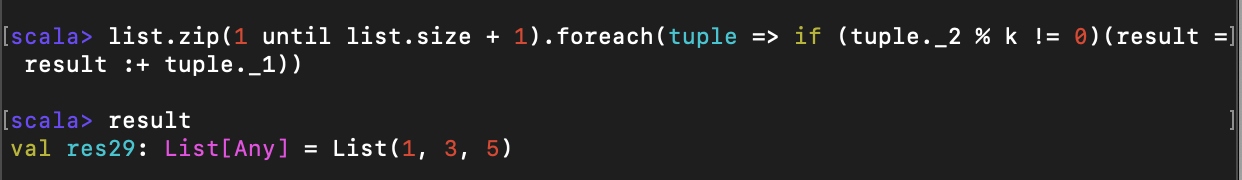 [scala> list.zip(1 until list.size + 1).foreach(tuple => if (tuple._2 % k != 0)(result =]
 result :+ tuple._1))
[scala> result ]
val res29: List[Any] = List(1, 3, 5)